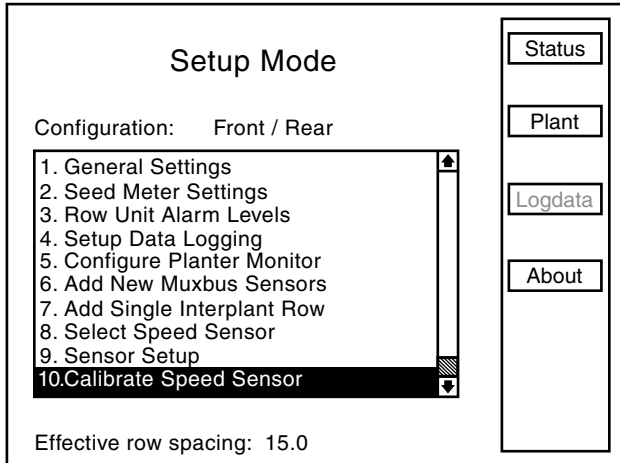 Setup Mode
Configuration: Front / Rear
1. General Settings
2. Seed Meter Settings
3. Row Unit Alarm Levels
4. Setup Data Logging
5. Configure Planter Monitor
6. Add New Muxbus Sensors
7. Add Single Interplant Row
8. Select Speed Sensor
9. Sensor Setup
10.Calibrate Speed Sensor
Effective row spacing: 15.0
Status
Plant
Logdata
About